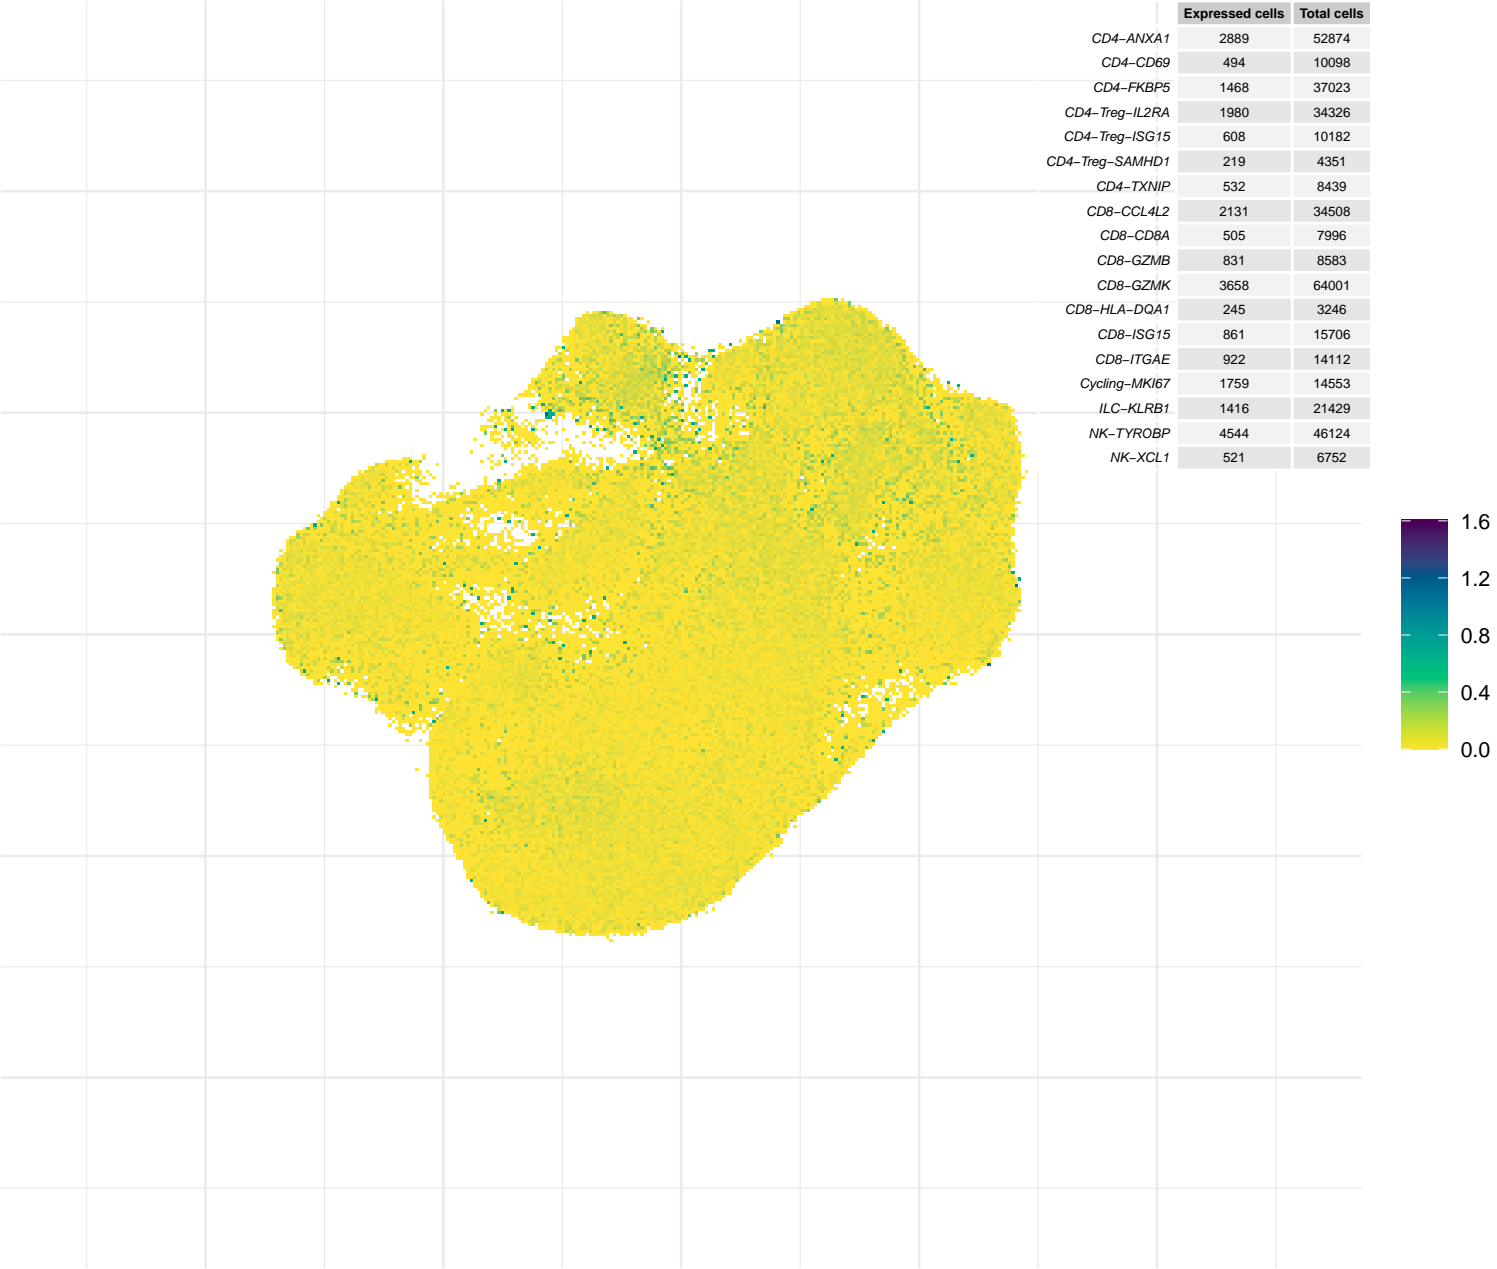 Expressed cells Total cells
CD4−ANXA1 2889 52874
CD4−CD69 494 10098
CD4−FKBP5 1468 37023
CD4−Treg−IL2RA 1980 34326
CD4−Treg−ISG15 608 10182
CD4−Treg−SAMHD1 219 4351
CD4−TXNIP 532 8439
CD8−CCL4L2 2131 34508
CD8−CD8A 505 7996
CD8−GZMB 831 8583
CD8−GZMK 3658 64001
CD8−HLA−DQA1 245 3246
CD8−ISG15 861 15706
CD8−ITGAE 922 14112
Cycling−MKI67 1759 14553
ILC−KLRB1 1416 21429
NK−TYROBP 4544 46124
NK−XCL1 521 6752
1.6
1.2
0.8
0.4
0.0